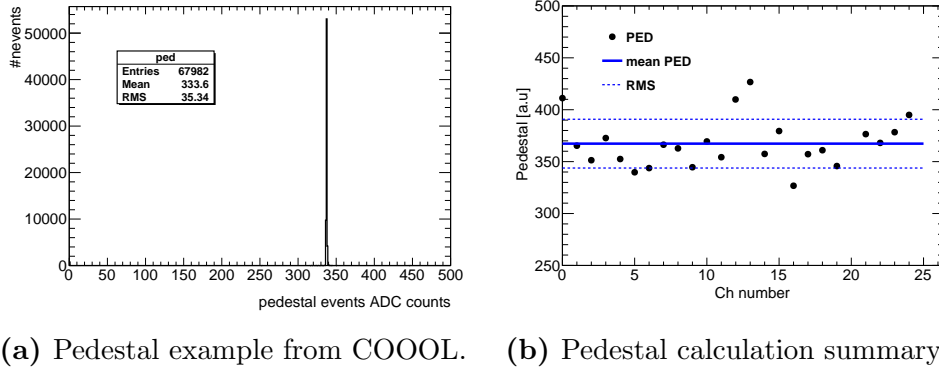 #nevents
50000
40000
30000
20000
10000
0
ped
Entries 67982
Mean 333.6
RMS 35.34
0 50 100 150 200 250 300 350 400 450 500
pedestal events ADC counts
Pedestal [a.u]
500
450
400
350
300
250
PED
mean PED
RMS
0 5 10 15 20 25
Ch number
(a) Pedestal example from COOOL.
(b) Pedestal calculation summary